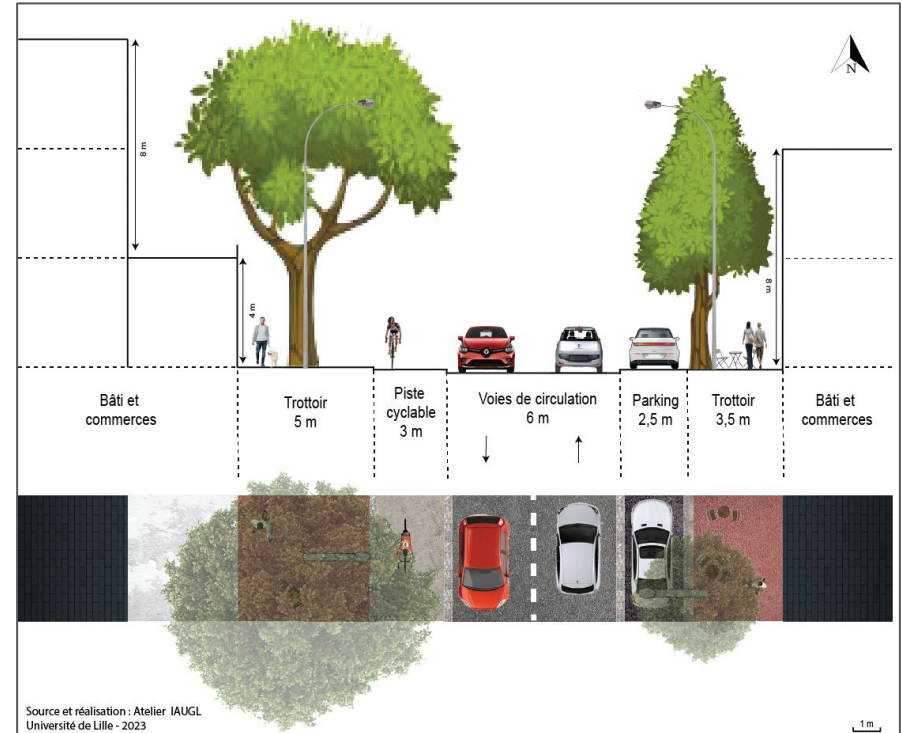 N
8 m
4 m
8 m
Bâti et
commerces
Trottoir
5 m
Piste
cyclable
3 m
Voies de circulation
6 m
Parking
2,5 m
Trottoir
3,5 m
Bâti et
commerces
Source et réalisation : Atelier IAUGL
Université de Lille - 2023
1 m